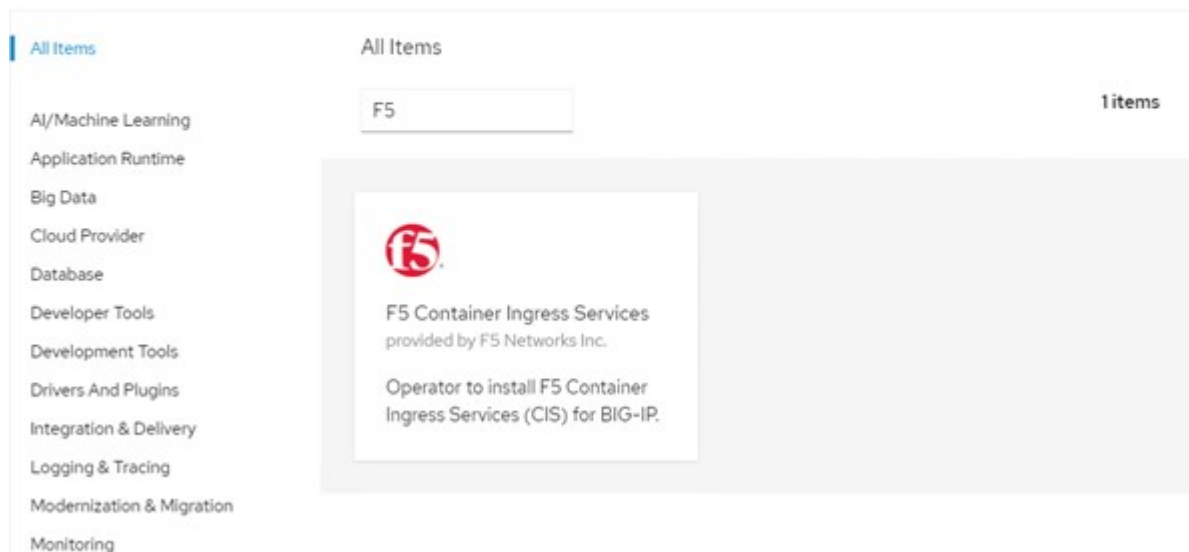 All Items
AI/Machine Learning
Application Runtime
Big Data
Cloud Provider
Database
Developer Tools
Development Tools
Drivers And Plugins
Integration & Delivery
Logging & Tracing
Modernization & Migration
Monitoring
All Items
F5
1 items
f5
F5 Container Ingress Services
provided by F5 Networks Inc.
Operator to install F5 Container
Ingress Services (CIS) for BIG-IP.